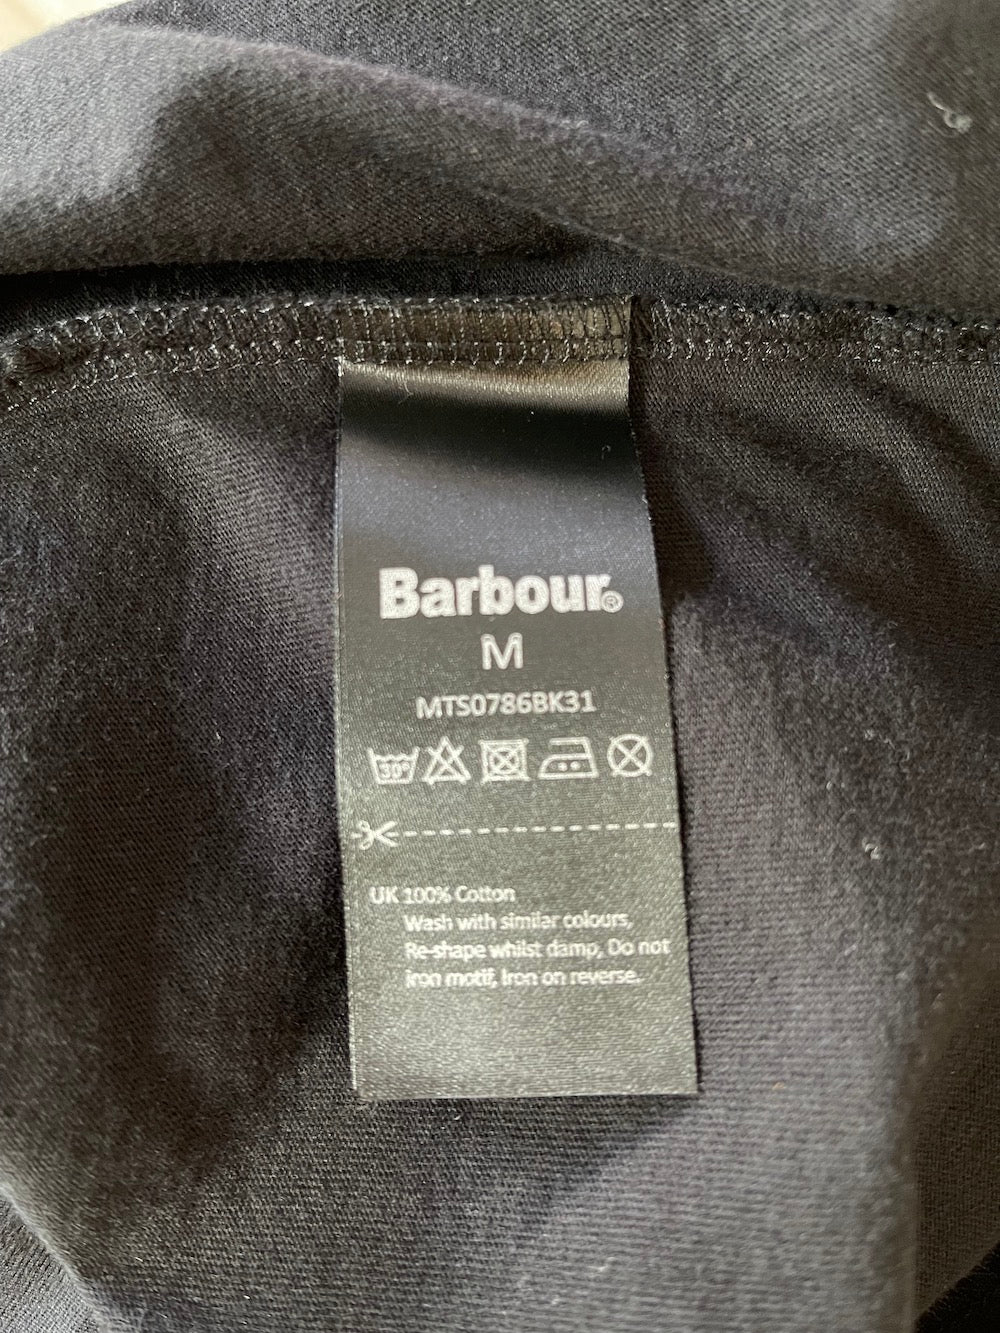 Barbour®
M
MTS0786BK31
30°
UK 100% Cotton
Wash with similar colours,
Re-shape whilst damp, Do not
iron motif, Iron on reverse.